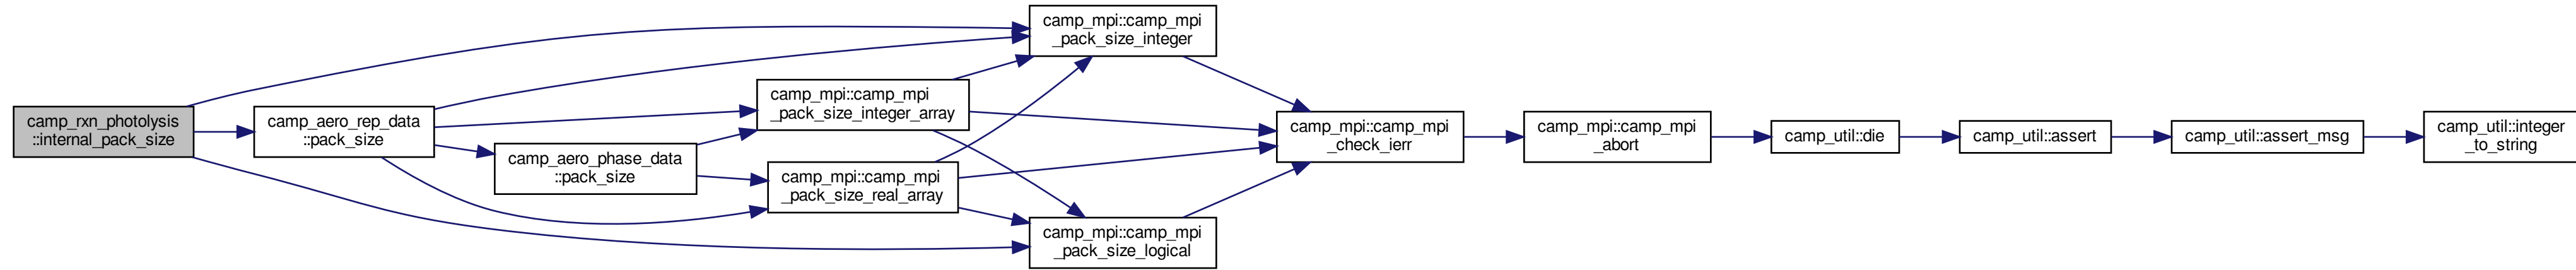 camp_rxn_photolysis
::internal_pack_size
camp_aero_rep_data
::pack_size
camp_aero_phase_data
::pack_size
camp_mpi::camp_mpi
_pack_size_integer_array
camp_mpi::camp_mpi
_pack_size_real_array
camp_mpi::camp_mpi
_pack_size_integer
camp_mpi::camp_mpi
_pack_size_logical
camp_mpi::camp_mpi
_check_ierr
camp_mpi::camp_mpi
_abort
camp_util::die
camp_util::assert
camp_util::assert_msg
camp_util::integer
_to_string